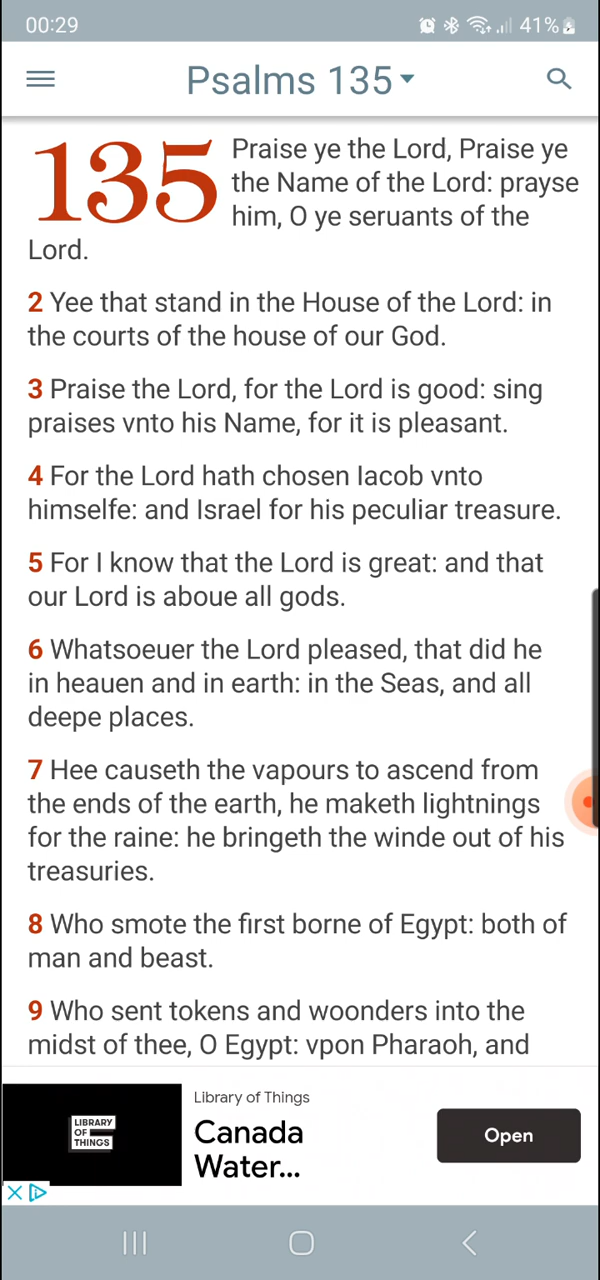 00:29 41%
Psalms 135
135 Praise ye the Lord, Praise ye
the Name of the Lord: prayse
him, O ye seruants of the
Lord.
2 Yee that stand in the House of the Lord: in
the courts of the house of our God.
3 Praise the Lord, for the Lord is good: sing
praises vnto his Name, for it is pleasant.
4 For the Lord hath chosen Iacob vnto
himselfe: and Israel for his peculiar treasure.
5 For I know that the Lord is great: and that
our Lord is aboue all gods.
6 Whatsoeuer the Lord pleased, that did he
in heauen and in earth: in the Seas, and all
deepe places.
7 Hee causeth the vapours to ascend from
the ends of the earth, he maketh lightnings
for the raine: he bringeth the winde out of his
treasuries.
8 Who smote the first borne of Egypt: both of
man and beast.
9 Who sent tokens and woonders into the
midst of thee, O Egypt: vpon Pharaoh, and
LIBRARY
OF
THINGS
Library of Things
Canada
Water...
Open